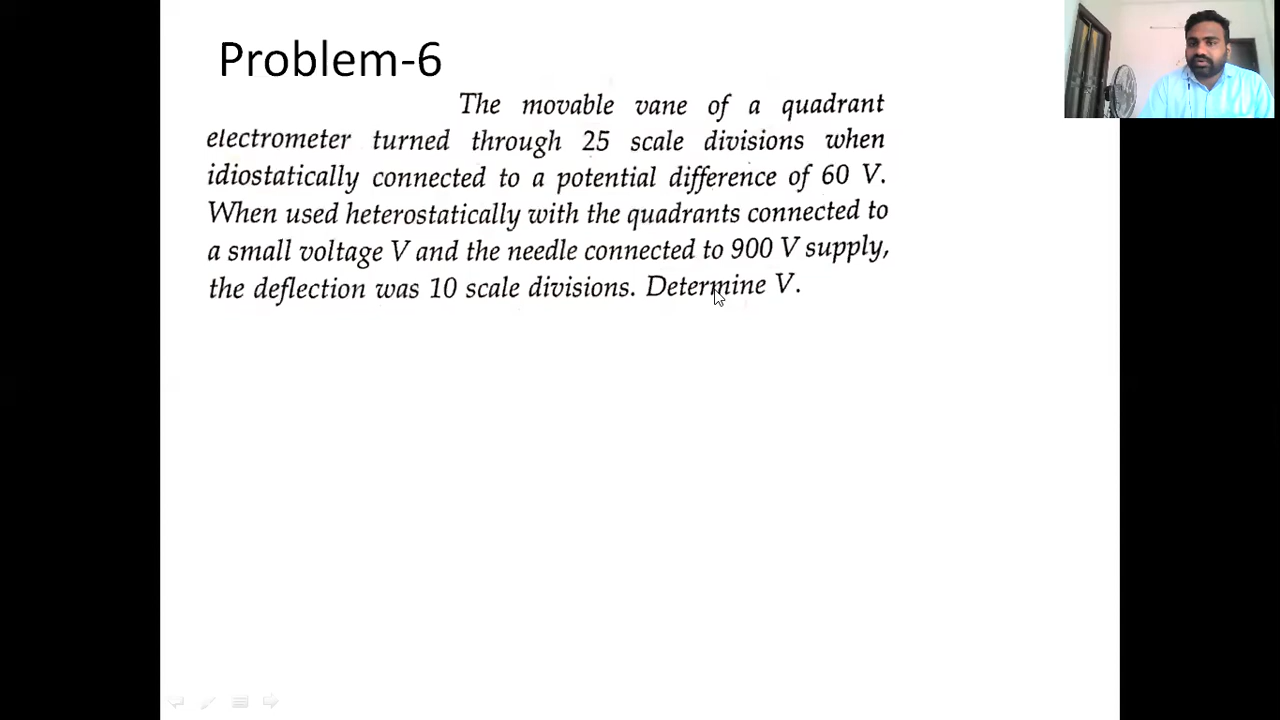 Problem-6
The movable vane of a quadrant
electrometer turned through 25 scale divisions when
idiostatically connected to a potential difference of 60 V.
When used heterostatically with the quadrants connected to
a small voltage V and the needle connected to 900 V supply,
the deflection was 10 scale divisions. Determine V.